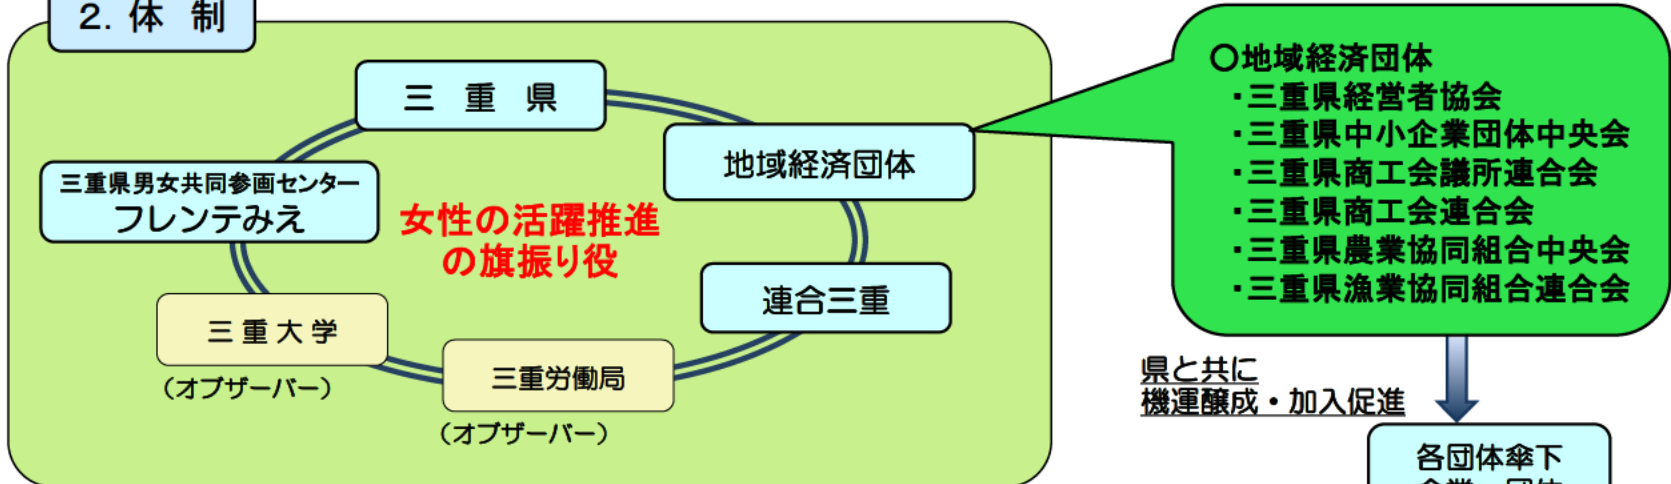 2. 体 制
三 重 県
地域経済団体
三重県男女共同参画センター
フレンテみえ
女性の活躍推進
の旗振り役
連合三重
三重大学
(オブザーバー)
三重労働局
(オブザーバー)
○地域経済団体
・三重県経営者協会
・三重県中小企業団体中央会
・三重県商工会議所連合会
・三重県商工会連合会
・三重県農業協同組合中央会
・三重県漁業協同組合連合会
県と共に
機運醸成・加入促進
各団体傘下